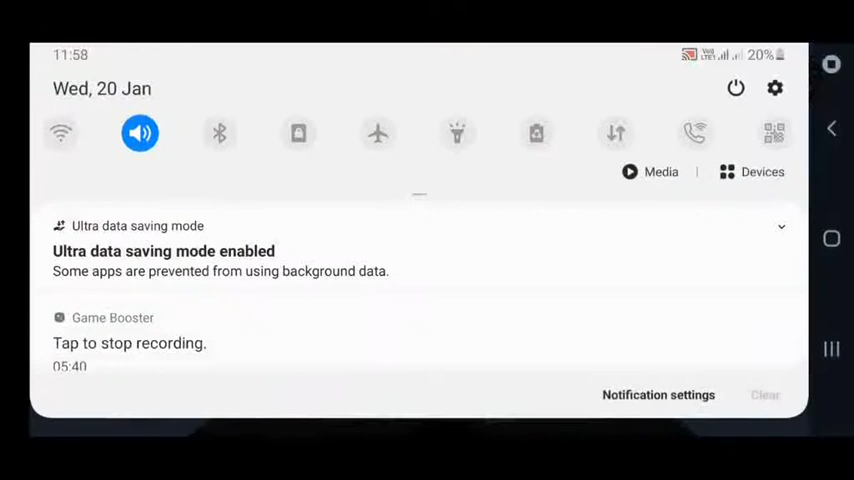 11:58
20%
Wed, 20 Jan
Media | Devices
Ultra data saving mode
Ultra data saving mode enabled
Some apps are prevented from using background data.
Game Booster
Tap to stop recording.
05:40
Notification settings
Clear